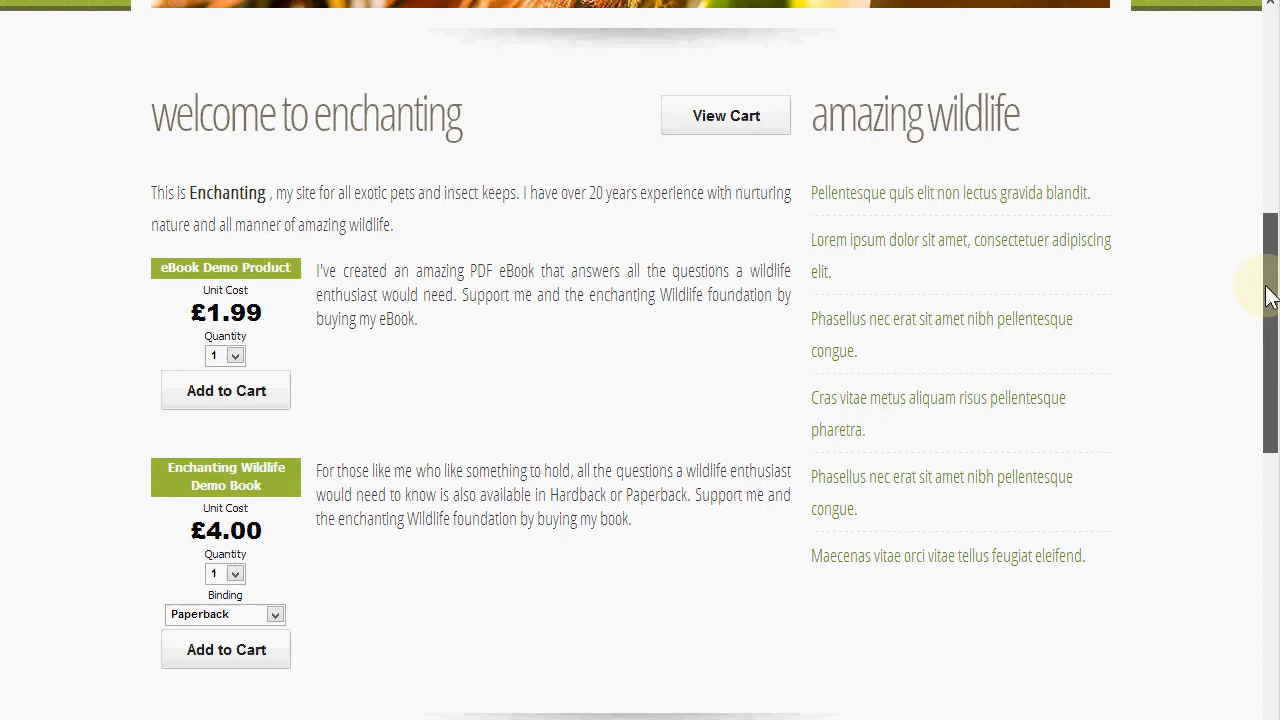 welcome to enchanting
View Cart
This is Enchanting , my site for all exotic pets and insect keeps. I have over 20 years experience with nurturing
nature and all manner of amazing wildlife.
eBook Demo Product
Unit Cost
£1.99
Quantity
1
Add to Cart
I've created an amazing PDF eBook that answers all the questions a wildlife
enthusiast would need. Support me and the enchanting Wildlife foundation by
buying my eBook.
Enchanting Wildlife
Demo Book
Unit Cost
£4.00
Quantity
1
Binding
Paperback
Add to Cart
For those like me who like something to hold, all the questions a wildlife enthusiast
would need to know is also available in Hardback or Paperback. Support me and
the enchanting Wildlife foundation by buying my book.
amazing wildlife
Pellentesque quis elit non lectus gravida blandit.
Lorem ipsum dolor sit amet, consectetuer adipiscing
elit.
Phasellus nec erat sit amet nibh pellentesque
congue.
Cras vitae metus aliquam risus pellentesque
pharetra.
Phasellus nec erat sit amet nibh pellentesque
congue.
Maecenas vitae orci vitae tellus feugiat eleifend.